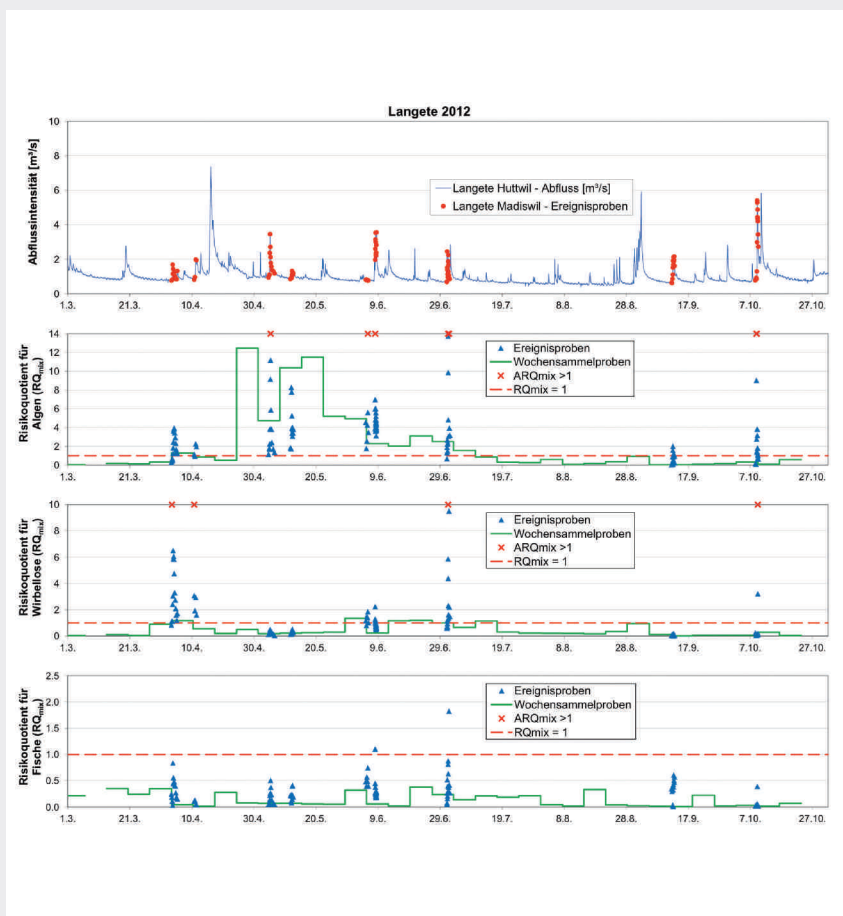 Langete 2012
Abflussintensität [m³/s]
10
8
6
4
2
0
Langete Huttwil - Abfluss [m³/s]
Langete Madiswil - Ereignisproben
1.3. 21.3. 10.4. 30.4. 20.5. 9.6. 29.6. 19.7. 8.8. 28.8. 17.9. 7.10. 27.10.
Risikoquotient für
Algen (RQmix)
14
12
10
8
6
4
2
0
Ereignisproben
Wochensammelproben
ARQmix >1
RQmix = 1
1.3. 21.3. 10.4. 30.4. 20.5. 9.6. 29.6. 19.7. 8.8. 28.8. 17.9. 7.10. 27.10.
Risikoquotient für
Wirbellose (RQmix)
10
8
6
4
2
0
Ereignisproben
Wochensammelproben
ARQmix >1
RQmix = 1
1.3. 21.3. 10.4. 30.4. 20.5. 9.6. 29.6. 19.7. 8.8. 28.8. 17.9. 7.10. 27.10.
Risikoquotient für
Fische (RQmix)
2.5
2.0
1.5
1.0
0.5
0.0
Ereignisproben
Wochensammelproben
ARQmix >1
RQmix = 1
1.3. 21.3. 10.4. 30.4. 20.5. 9.6. 29.6. 19.7. 8.8. 28.8. 17.9. 7.10. 27.10.